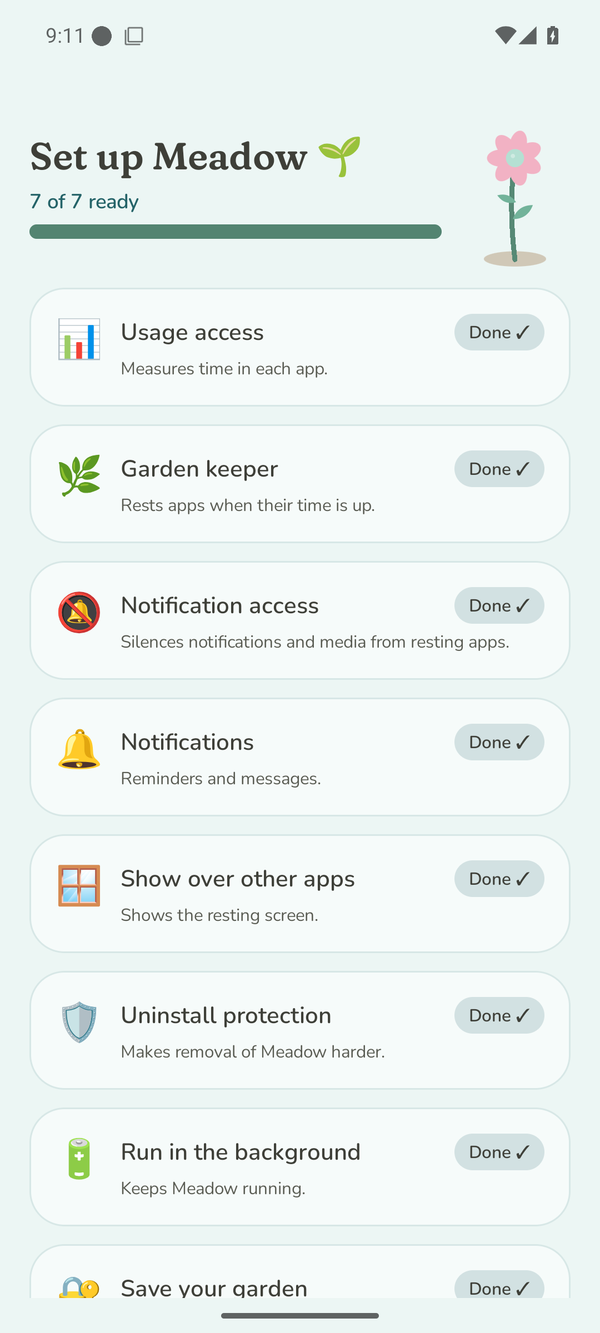 9:11
Set up Meadow 🌱
7 of 7 ready
Usage access
Done ✓
Measures time in each app.
Garden keeper
Done ✓
Rests apps when their time is up.
Notification access
Done ✓
Silences notifications and media from resting apps.
Notifications
Done ✓
Reminders and messages.
Show over other apps
Done ✓
Shows the resting screen.
Uninstall protection
Done ✓
Makes removal of Meadow harder.
Run in the background
Done ✓
Keeps Meadow running.
Save your garden
Done ✓